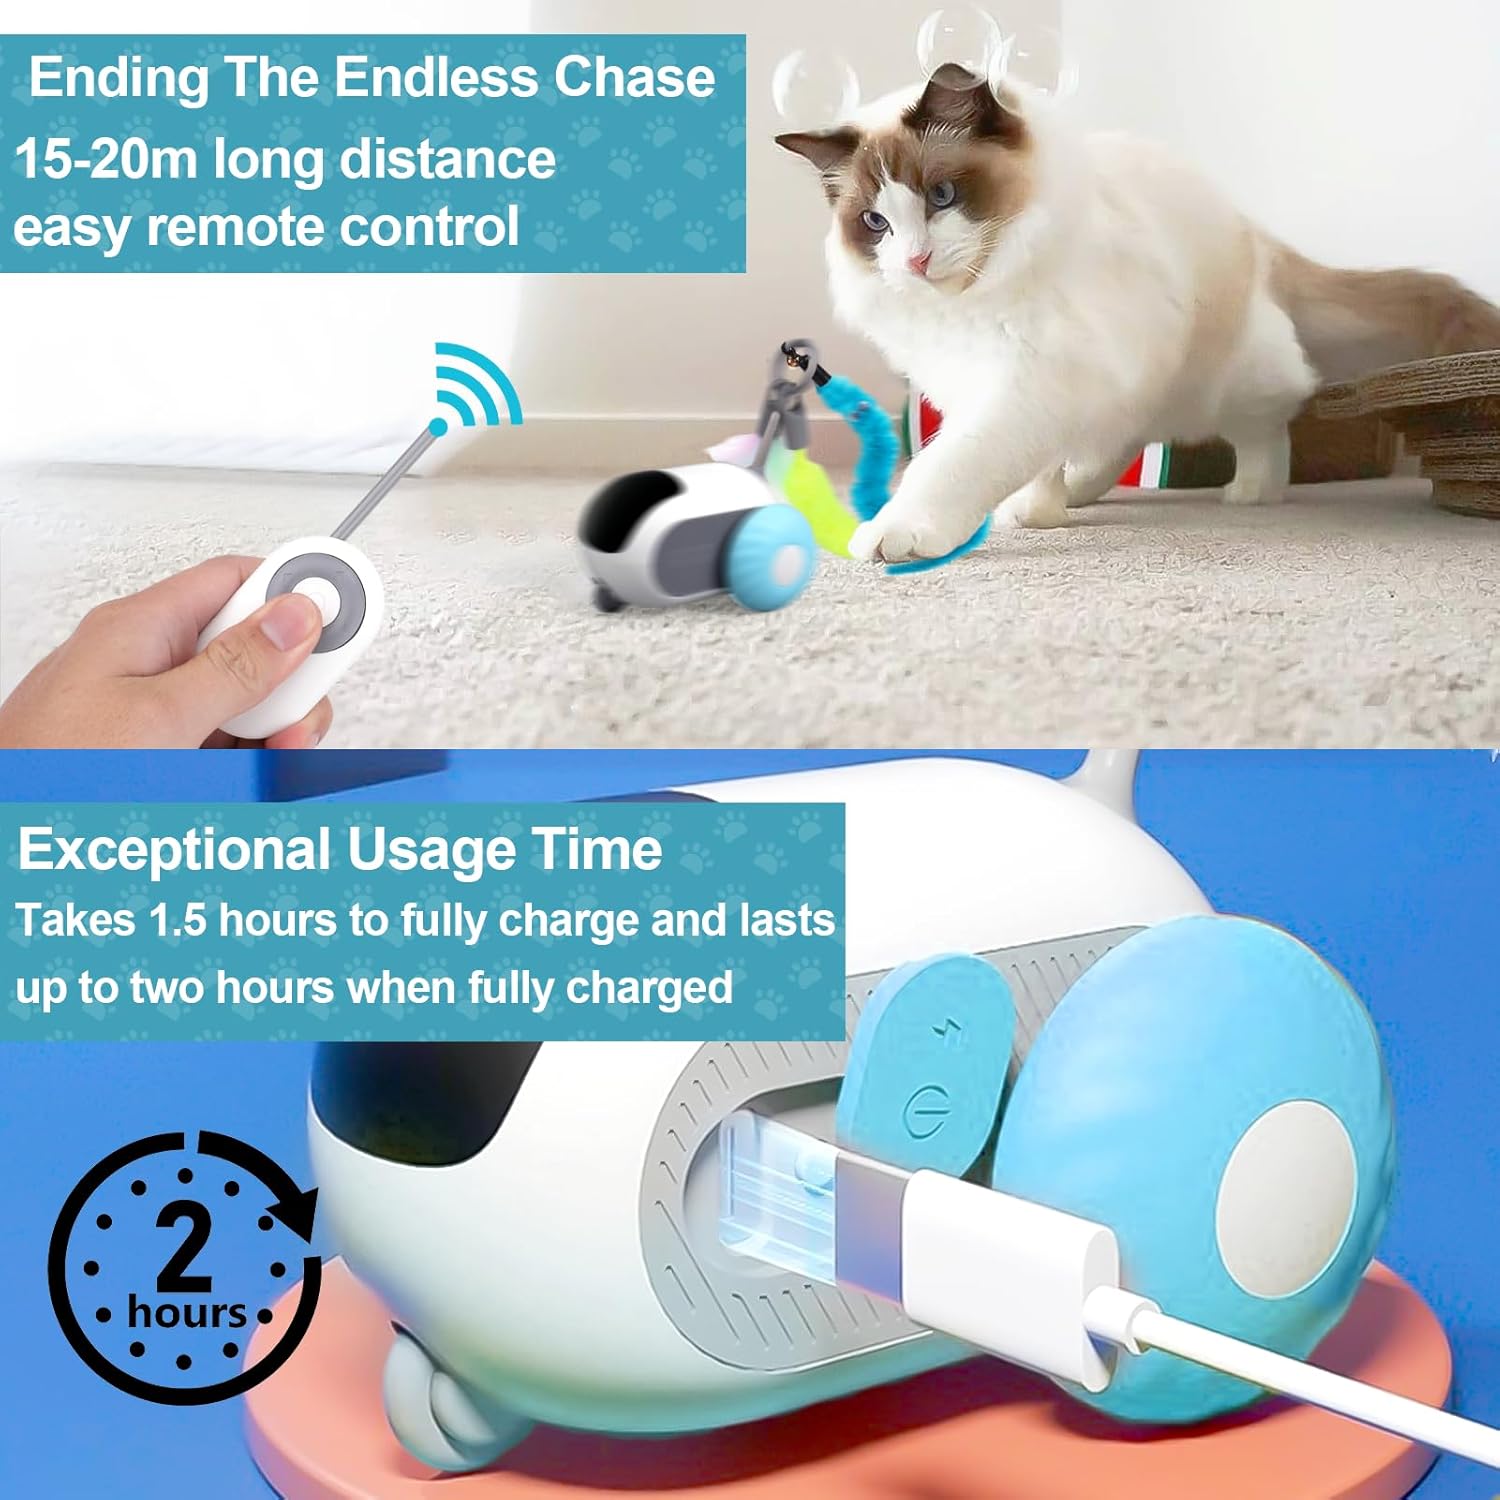 Ending The Endless Chase
15-20m long distance
easy remote control
Exceptional Usage Time
Takes 1.5 hours to fully charge and lasts
up to two hours when fully charged
2
hours